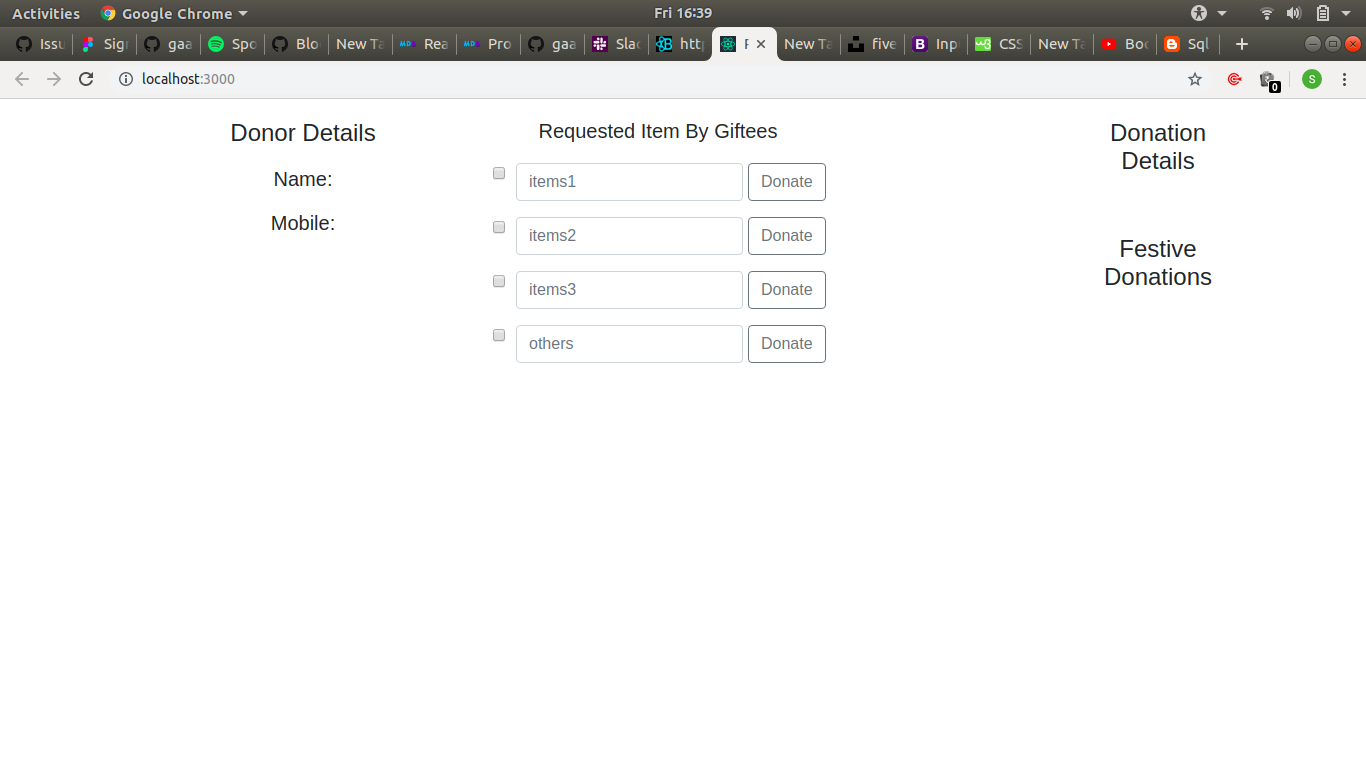 Activities
Google Chrome
Fri 16:39
Issu
Sign
gaa
Spo
Blo
New Ta
Rea
Pro
gaa
Slac
http
New Ta
five
Inp
CSS
New Ta
Boo
Sql
localhost:3000
0
S
Donor Details
Name:
Mobile:
Requested Item By Giftees
items1 Donate
items2 Donate
items3 Donate
others Donate
Donation
Details
Festive
Donations